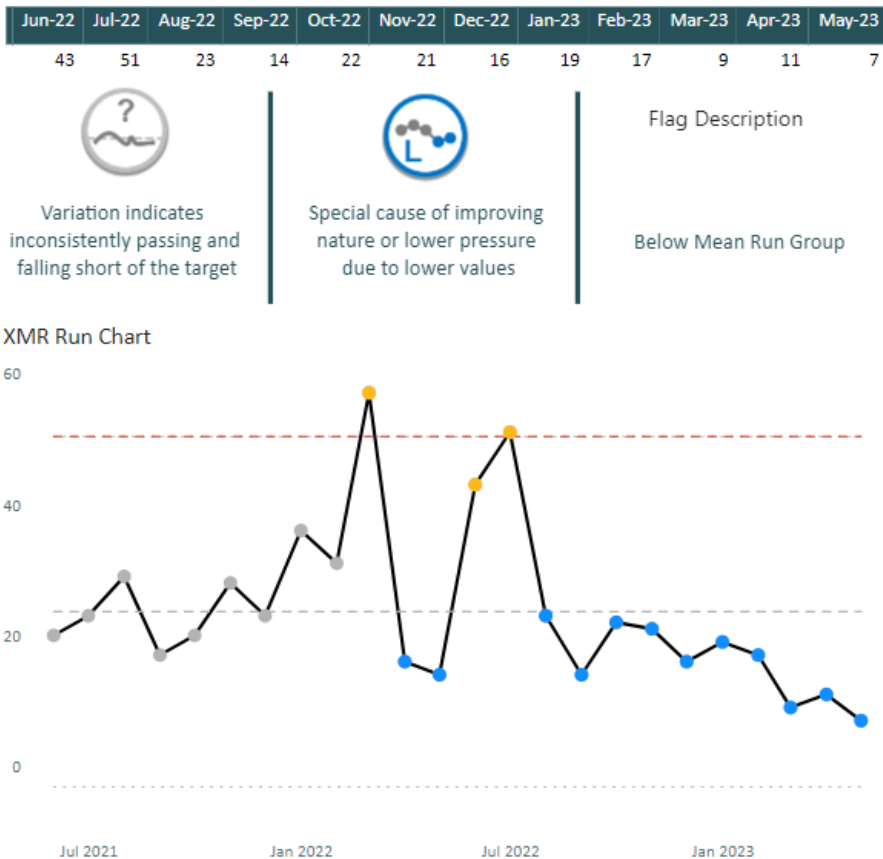 Jun-22 Jul-22 Aug-22 Sep-22 Oct-22 Nov-22 Dec-22 Jan-23 Feb-23 Mar-23 Apr-23 May-23
43 51 23 14 22 21 16 19 17 9 11 7
?
L
Variation indicates
inconsistently passing and
falling short of the target
Special cause of improving
nature or lower pressure
due to lower values
Flag Description
Below Mean Run Group
XMR Run Chart
60
40
20
0
Jul 2021 Jan 2022 Jul 2022 Jan 2023